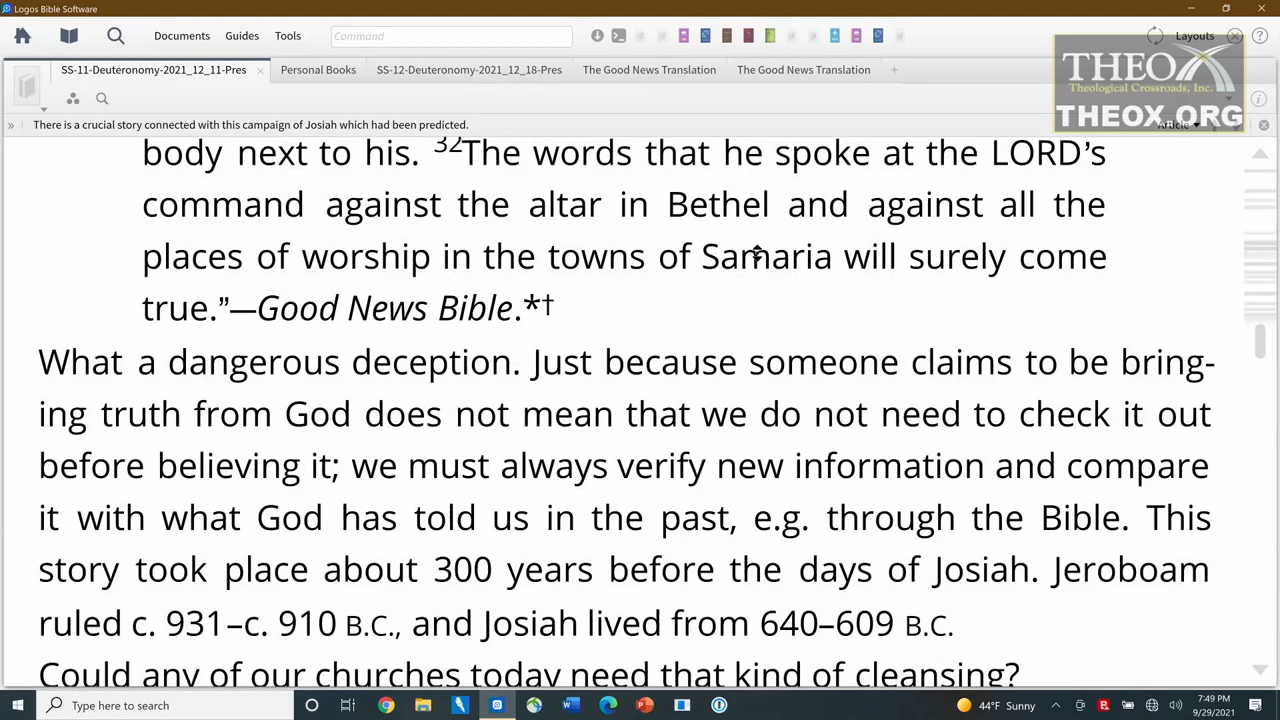 Logos Bible Software
Documents Guides Tools Command Layouts
SS-11-Deuteronomy-2021_12_11-Pres SS-12-Deuteronomy-2021_12_18-Pres Personal Books The Good News Translation The Good News Translation
THEOX
Theological Crossroads, Inc.
THEOX.ORG
There is a crucial story connected with this campaign of Josiah which had been predicted. Article
body next to his. 32The words that he spoke at the LORD’s
command against the altar in Bethel and against all the
places of worship in the towns of Samaria will surely come
true.”—Good News Bible.*†
What a dangerous deception. Just because someone claims to be bring-
ing truth from God does not mean that we do not need to check it out
before believing it; we must always verify new information and compare
it with what God has told us in the past, e.g. through the Bible. This
story took place about 300 years before the days of Josiah. Jeroboam
ruled c. 931–c. 910 B.C., and Josiah lived from 640–609 B.C.
Could any of our churches today need that kind of cleansing?
Type here to search 44°F Sunny 7:49 PM
9/29/2021